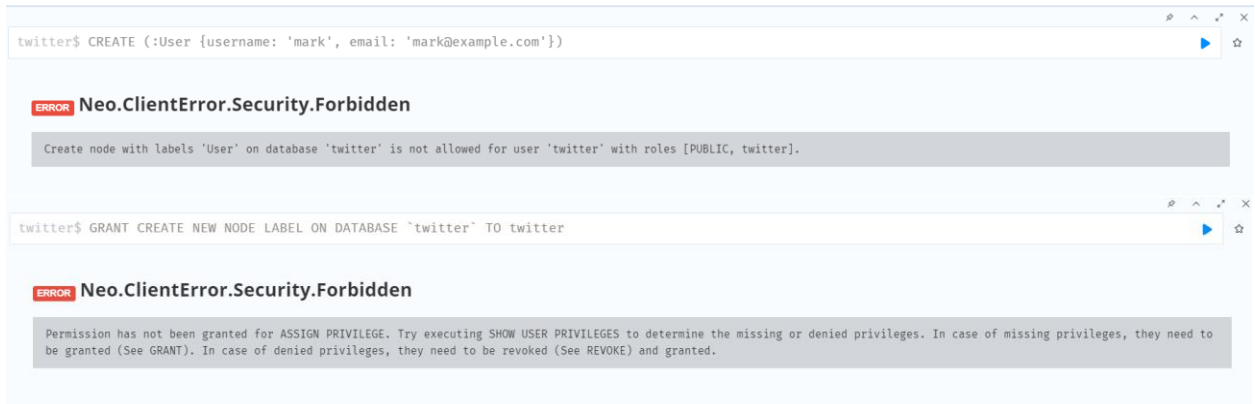 twitter$ CREATE (:User {username: 'mark', email: 'mark@example.com'})
ERROR Neo.ClientError.Security.Forbidden
Create node with labels 'User' on database 'twitter' is not allowed for user 'twitter' with roles [PUBLIC, twitter].
twitter$ GRANT CREATE NEW NODE LABEL ON DATABASE `twitter` TO twitter
ERROR Neo.ClientError.Security.Forbidden
Permission has not been granted for ASSIGN PRIVILEGE. Try executing SHOW USER PRIVILEGES to determine the missing or denied privileges. In case of missing privileges, they need to
be granted (See GRANT). In case of denied privileges, they need to be revoked (See REVOKE) and granted.